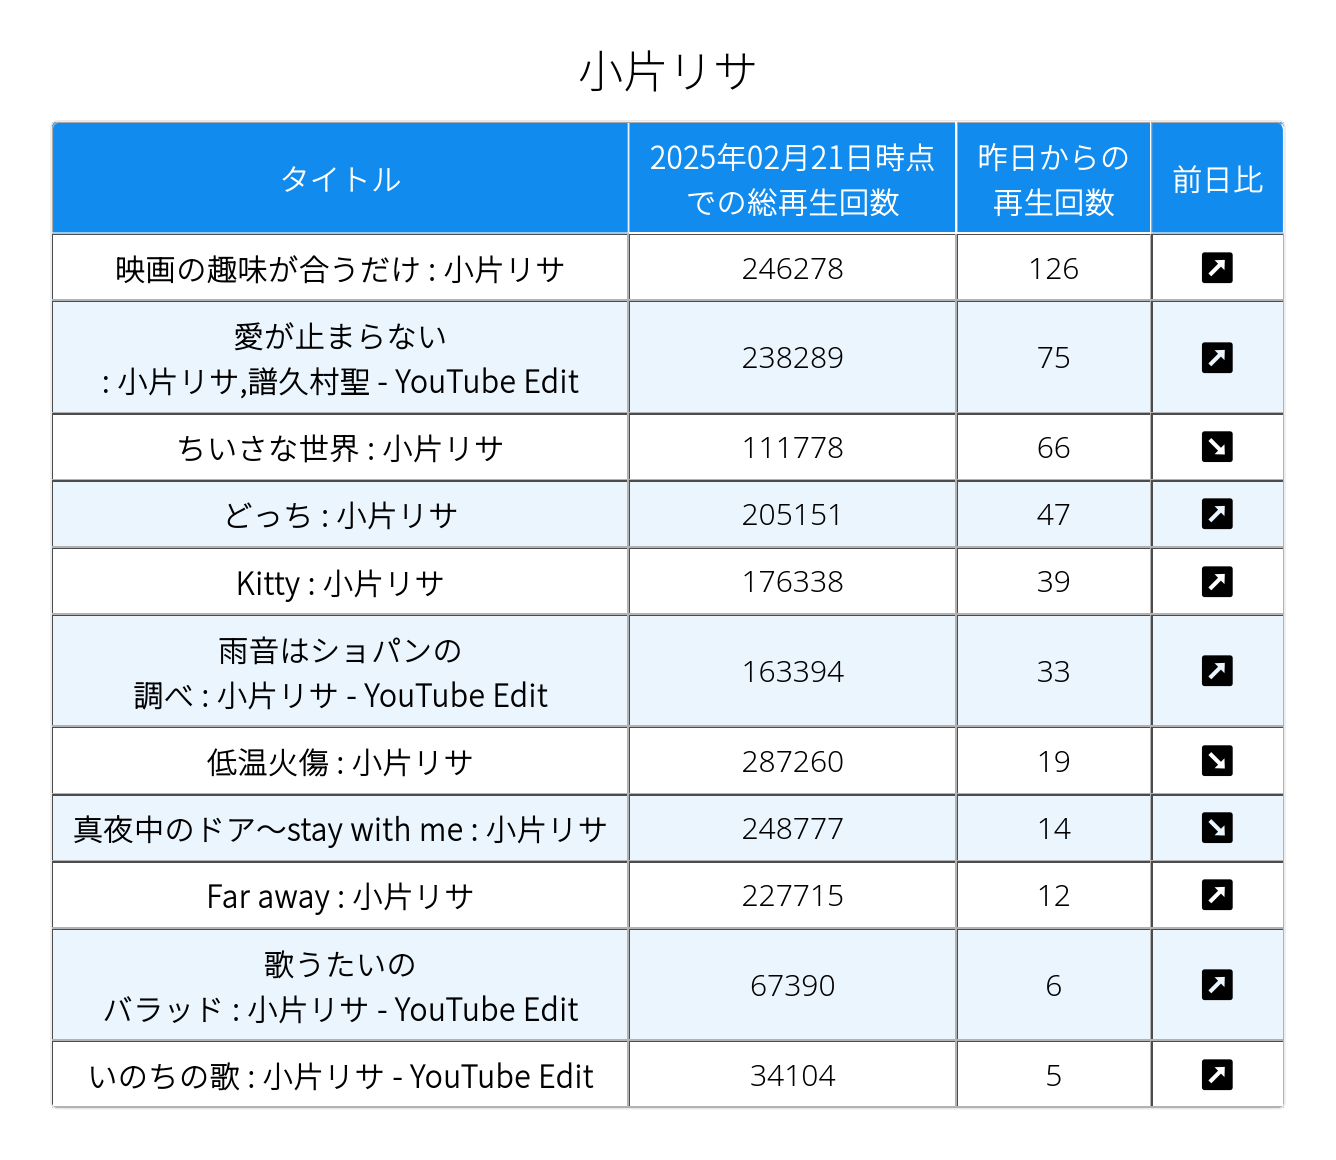 小片リサ
タイトル
2025年02月21日時点
での総再生回数
昨日からの
再生回数
前日比
映画の趣味が合うだけ : 小片リサ
246278
126
愛が止まらない
: 小片リサ,譜久村聖 - YouTube Edit
238289
75
ちいさな世界 : 小片リサ
111778
66
どっち : 小片リサ
205151
47
Kitty : 小片リサ
176338
39
雨音はショパンの
調べ : 小片リサ - YouTube Edit
163394
33
低温火傷 : 小片リサ
287260
19
真夜中のドア〜stay with me : 小片リサ
248777
14
Far away : 小片リサ
227715
12
歌うたいの
バラッド : 小片リサ - YouTube Edit
67390
6
いのちの歌 : 小片リサ - YouTube Edit
34104
5